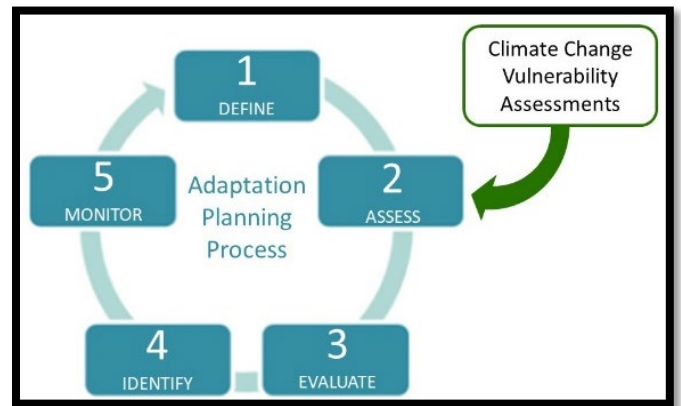 1
DEFINE
Climate Change
Vulnerability
Assessments
2
ASSESS
3
EVALUATE
4
IDENTIFY
5
MONITOR
Adaptation
Planning
Process